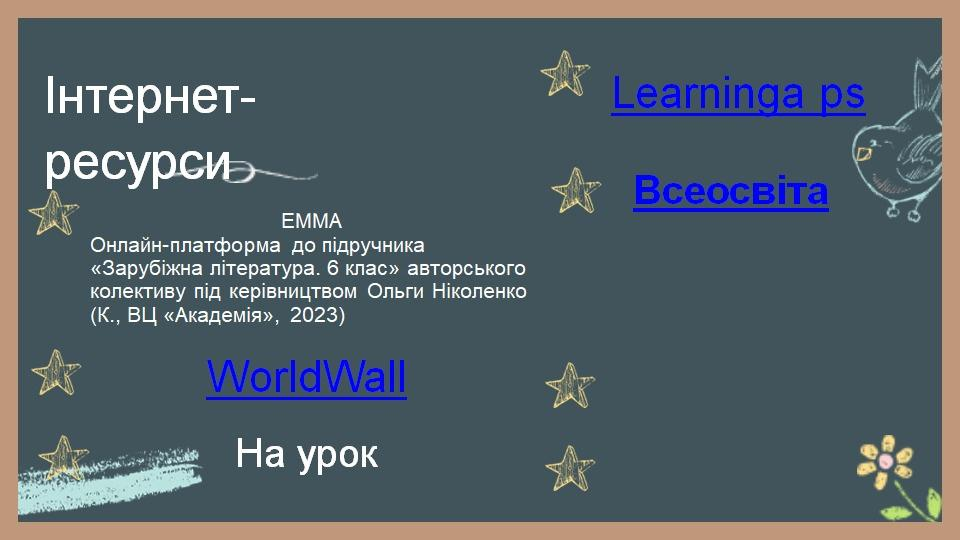 Інтернет-
ресурси
ЕММА
Онлайн-платформа до підручника
«Зарубіжна література. 6 клас» авторського
колективу під керівництвом Ольги Ніколенко
(К., ВЦ «Академія», 2023)
WorldWall
На урок
Learninga ps
Всеосвіта